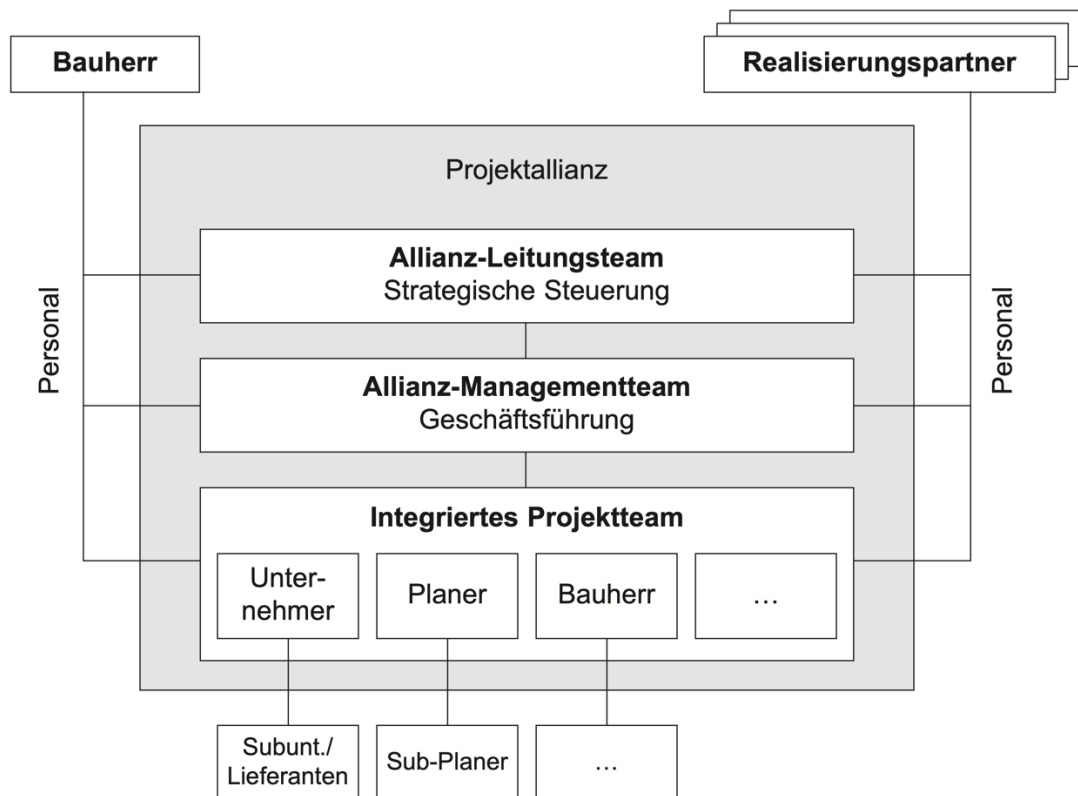 Bauherr
Realisierungspartner
Projektallianz
Allianz-Leitungsteam
Strategische Steuerung
Personal
Personal
Allianz-Managementteam
Geschäftsführung
Integriertes Projektteam
Unter-
nehmer
Planer
Bauherr
…
Subunt./
Lieferanten
Sub-Planer
…